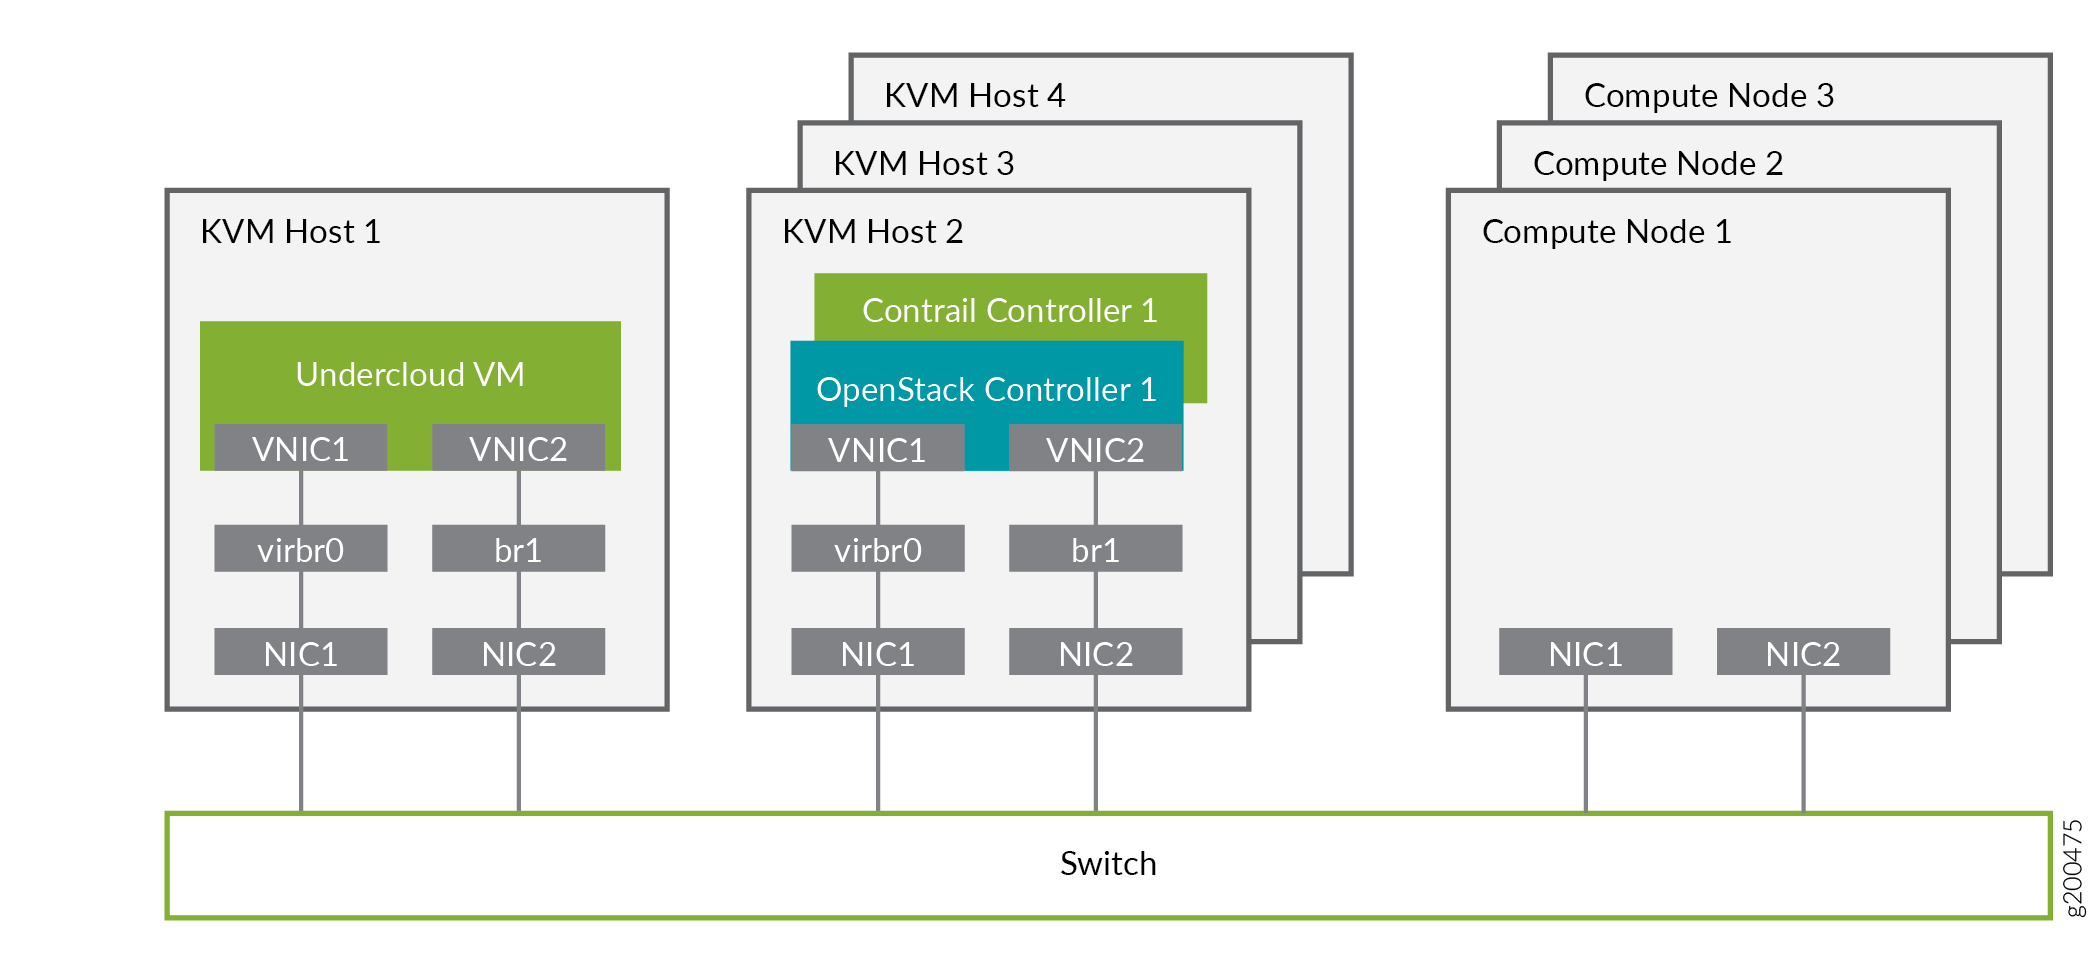 KVM Host 1
Undercloud VM
VNIC1
VNIC2
virbr0
br1
NIC1
NIC2
KVM Host 4
KVM Host 3
KVM Host 2
Contrail Controller 1
OpenStack Controller 1
VNIC1
VNIC2
virbr0
br1
NIC1
NIC2
Compute Node 3
Compute Node 2
Compute Node 1
NIC1
NIC2
Switch
g200475